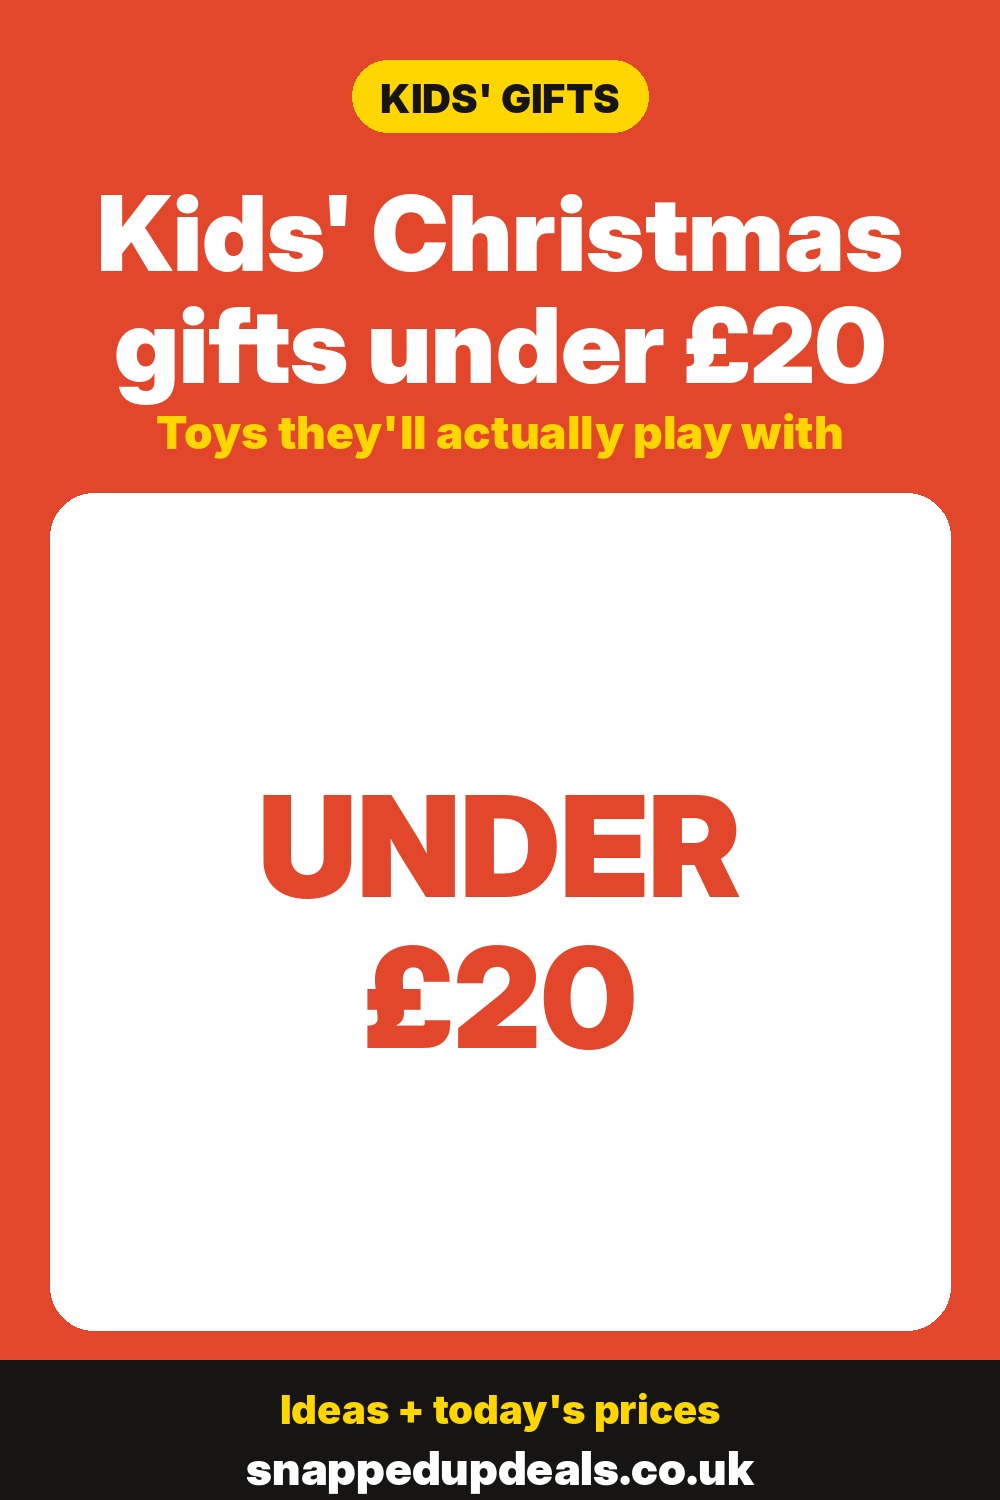 KIDS' GIFTS
Kids' Christmas
gifts under £20
Toys they'll actually play with
UNDER
£20
Ideas + today's prices
snappedupdeals.co.uk